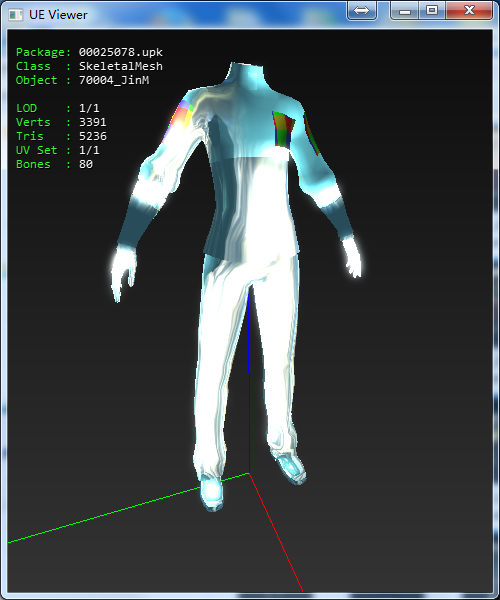 UE Viewer
Package: 00025078.upk
Class  : SkeletalMesh
Object : 70004_JinM
LOD    : 1/1
Verts  : 3391
Tris   : 5236
UV Set : 1/1
Bones  : 80